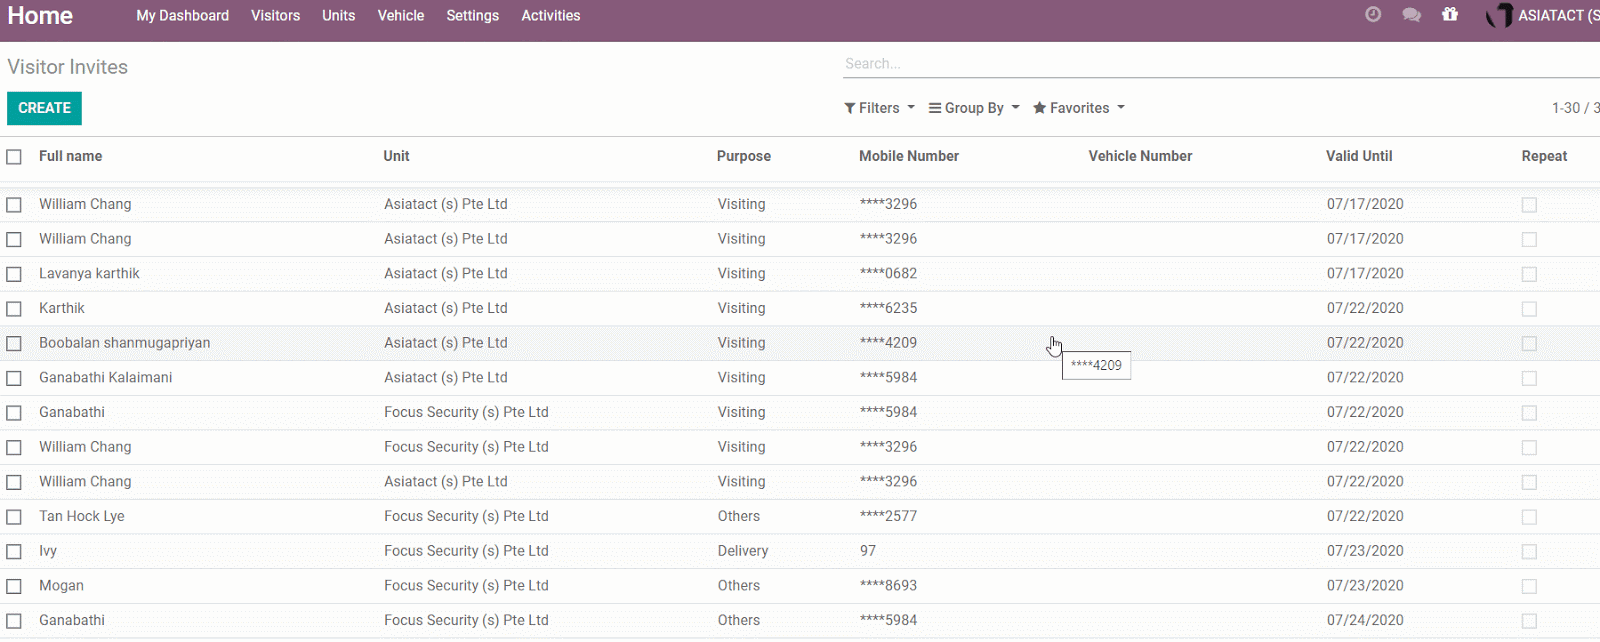 Home My Dashboard Visitors Units Vehicle Settings Activities ASIATACT (S
Visitor Invites Search...
CREATE Filters Group By Favorites 1-30 / 3
Full name Unit Purpose Mobile Number Vehicle Number Valid Until Repeat
William Chang Asiatact (s) Pte Ltd Visiting ****3296 07/17/2020
William Chang Asiatact (s) Pte Ltd Visiting ****3296 07/17/2020
Lavanya karthik Asiatact (s) Pte Ltd Visiting ****0682 07/17/2020
Karthik Asiatact (s) Pte Ltd Visiting ****6235 07/22/2020
Boobalan shanmugapriyan Asiatact (s) Pte Ltd Visiting ****4209 07/22/2020
****4209
Ganabathi Kalaimani Asiatact (s) Pte Ltd Visiting ****5984 07/22/2020
Ganabathi Focus Security (s) Pte Ltd Visiting ****5984 07/22/2020
William Chang Focus Security (s) Pte Ltd Visiting ****3296 07/22/2020
William Chang Asiatact (s) Pte Ltd Visiting ****3296 07/22/2020
Tan Hock Lye Focus Security (s) Pte Ltd Others ****2577 07/22/2020
Ivy Focus Security (s) Pte Ltd Delivery 97 07/23/2020
Mogan Focus Security (s) Pte Ltd Others ****8693 07/23/2020
Ganabathi Focus Security (s) Pte Ltd Others ****5984 07/24/2020